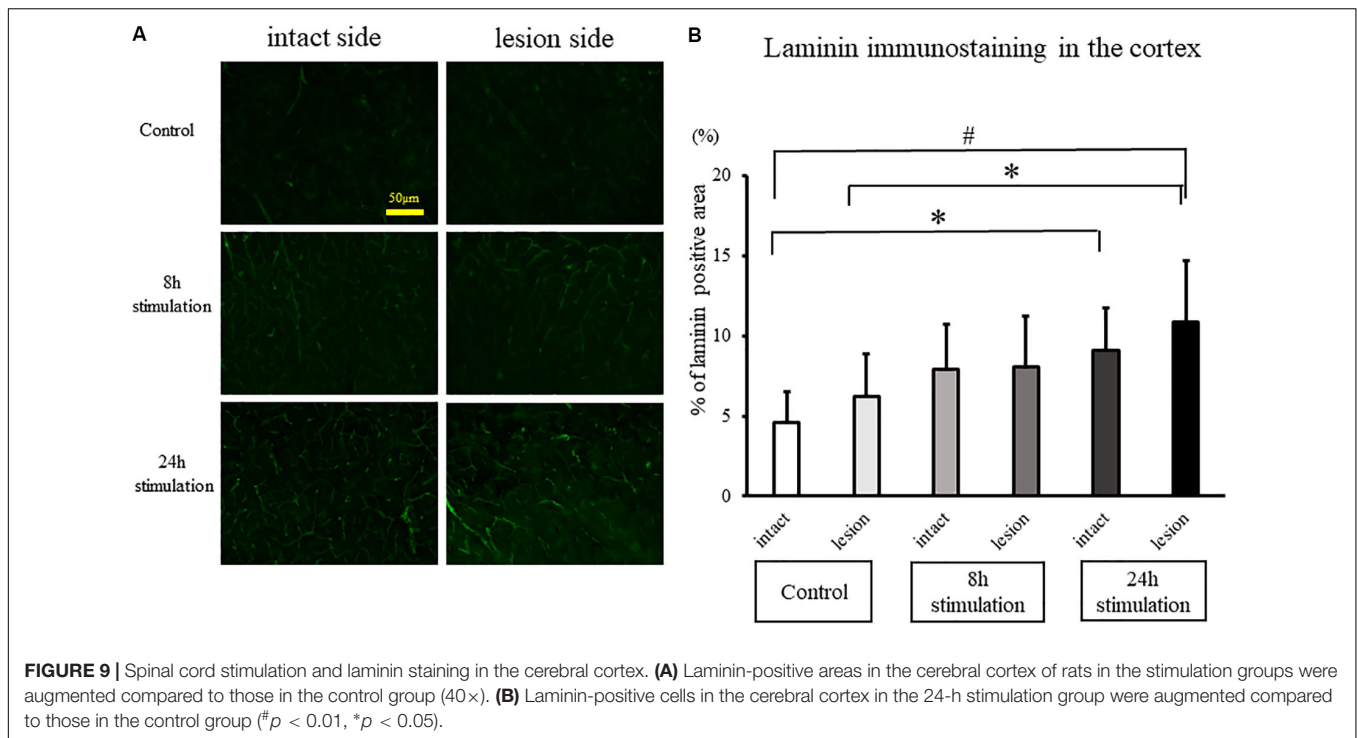 A
intact side
lesion side
Control
50µm
8h
stimulation
24h
stimulation
B
Laminin immunostaining in the cortex
(%)
% of laminin positive area
20
15
10
5
0
#
*
*
intact
lesion
intact
lesion
intact
lesion
Control
8h
stimulation
24h
stimulation
FIGURE 9 | Spinal cord stimulation and laminin staining in the cerebral cortex. (A) Laminin-positive areas in the cerebral cortex of rats in the stimulation groups were
augmented compared to those in the control group (40×). (B) Laminin-positive cells in the cerebral cortex in the 24-h stimulation group were augmented compared
to those in the control group (#p < 0.01, *p < 0.05).